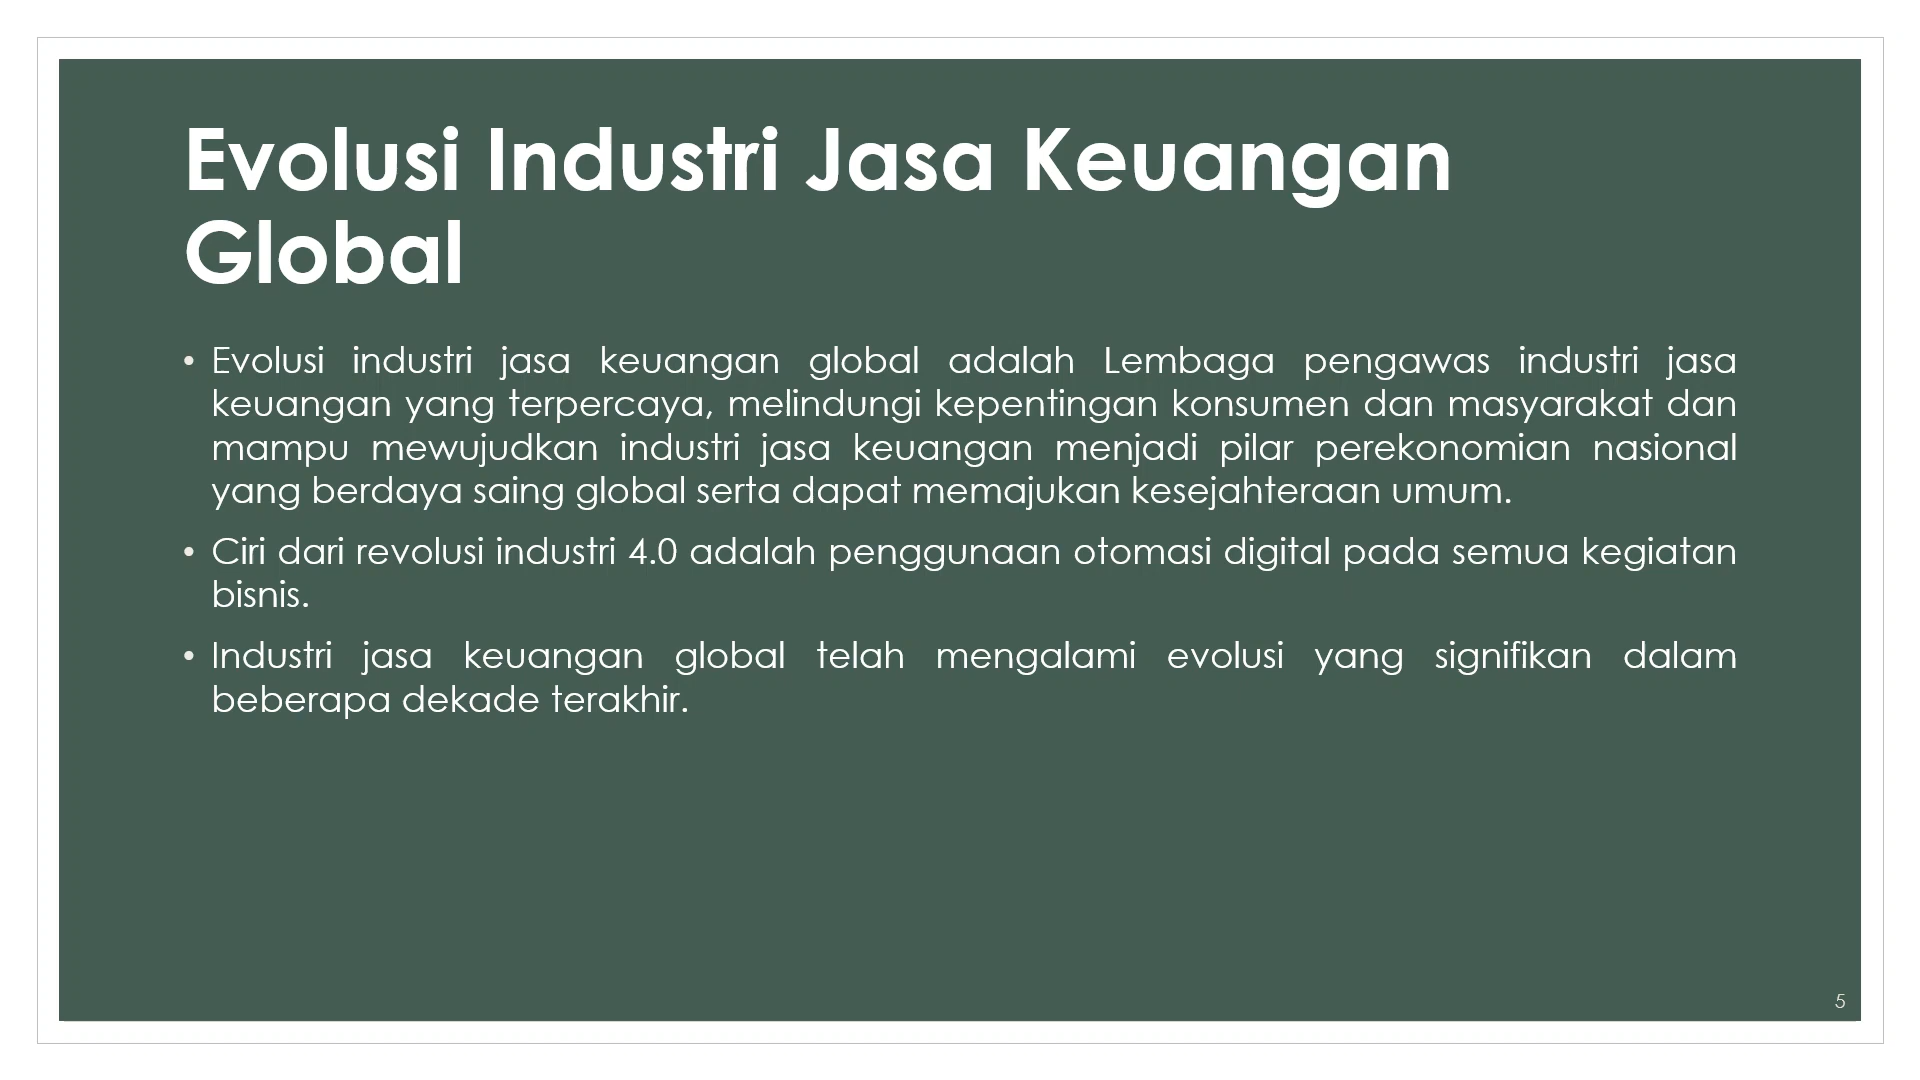 Evolusi Industri Jasa Keuangan
Global
• Evolusi industri jasa keuangan global adalah Lembaga pengawas industri jasa
keuangan yang terpercaya, melindungi kepentingan konsumen dan masyarakat dan
mampu mewujudkan industri jasa keuangan menjadi pilar perekonomian nasional
yang berdaya saing global serta dapat memajukan kesejahteraan umum.
• Ciri dari revolusi industri 4.0 adalah penggunaan otomasi digital pada semua kegiatan
bisnis.
• Industri jasa keuangan global telah mengalami evolusi yang signifikan dalam
beberapa dekade terakhir.
5